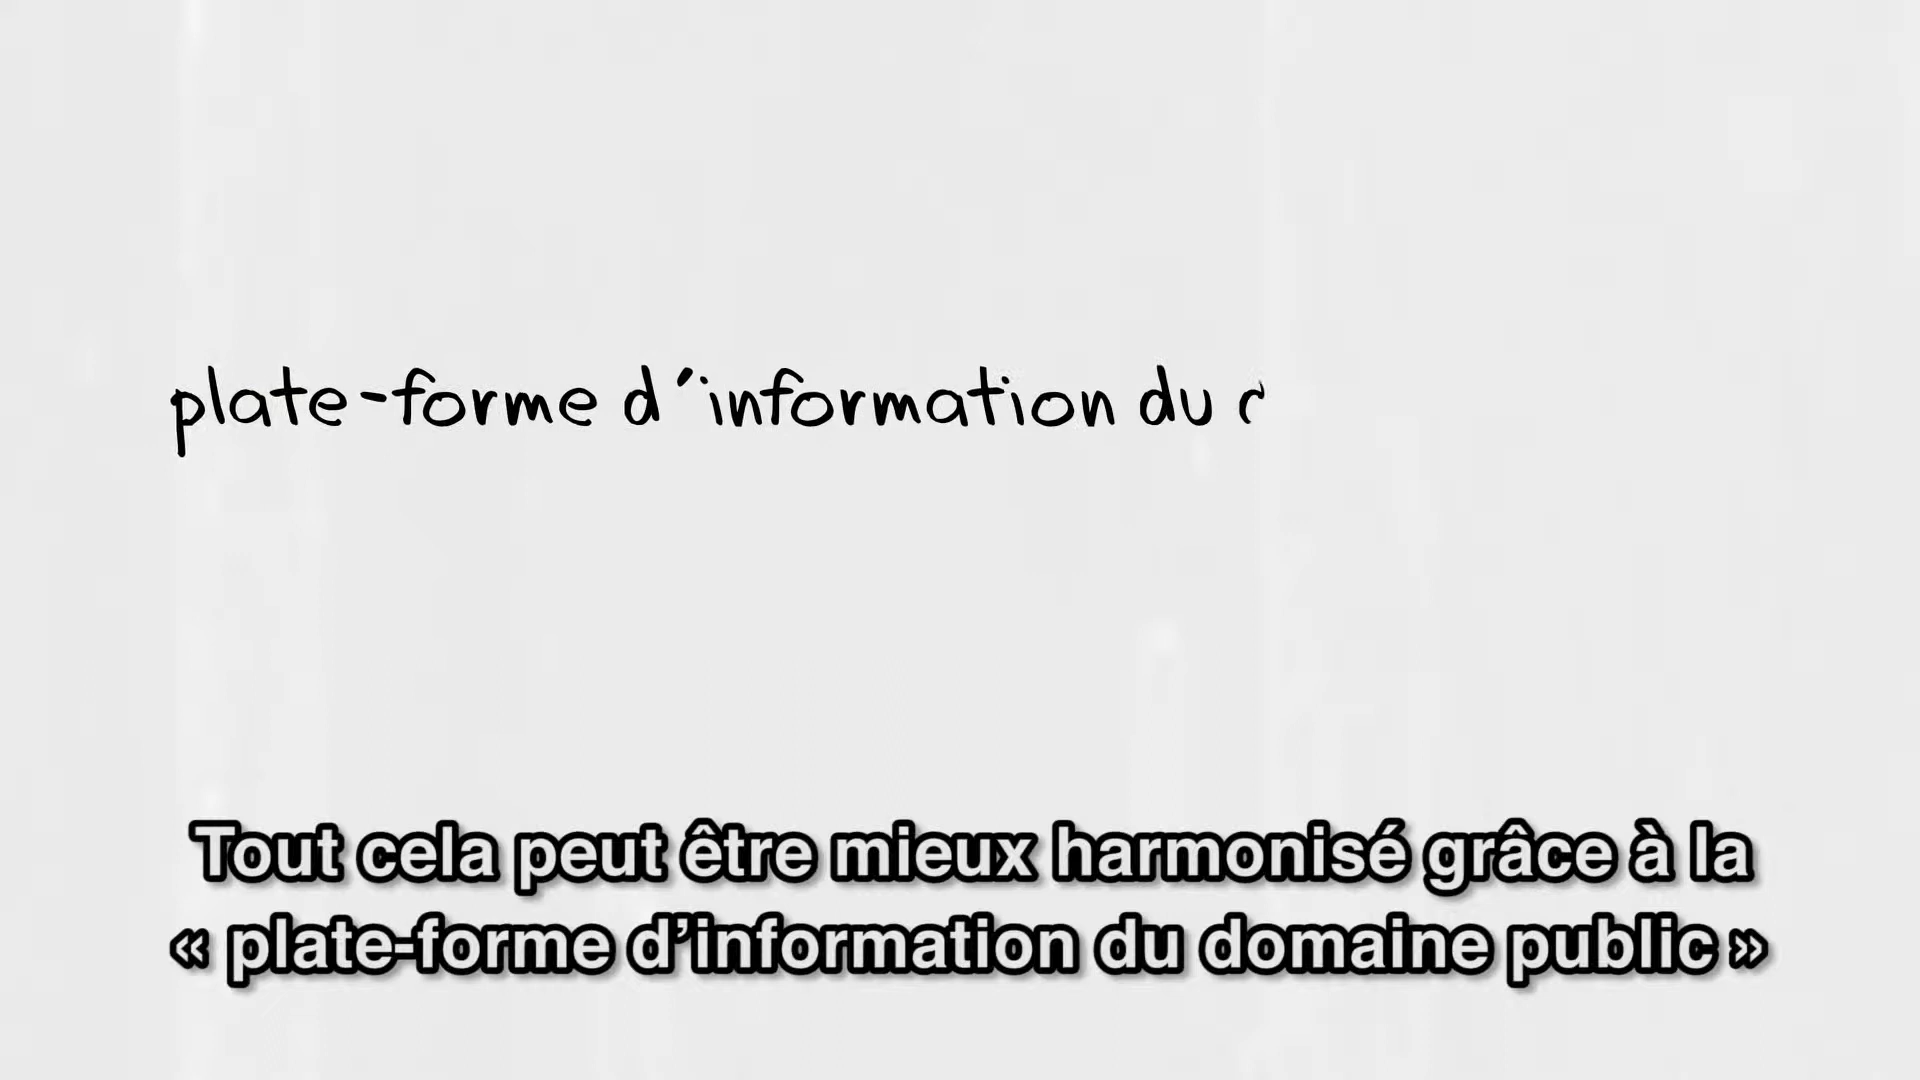 plate-forme d'information du
Tout cela peut être mieux harmonisé grâce à la
« plate-forme d’information du domaine public »